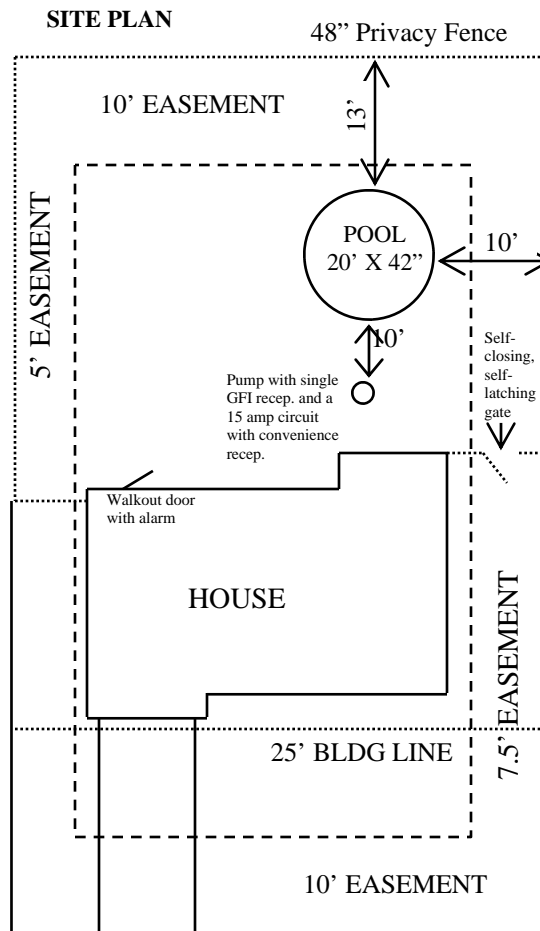 SITE PLAN
48” Privacy Fence
10’ EASEMENT
13’
5’ EASEMENT
POOL
20’ X 42”
10’
10’
Self-
closing,
self-
latching
gate
Pump with single
GFI recep. and a
15 amp circuit
with convenience
recep.
Walkout door
with alarm
HOUSE
7.5’ EASEMENT
25’ BLDG LINE
10’ EASEMENT